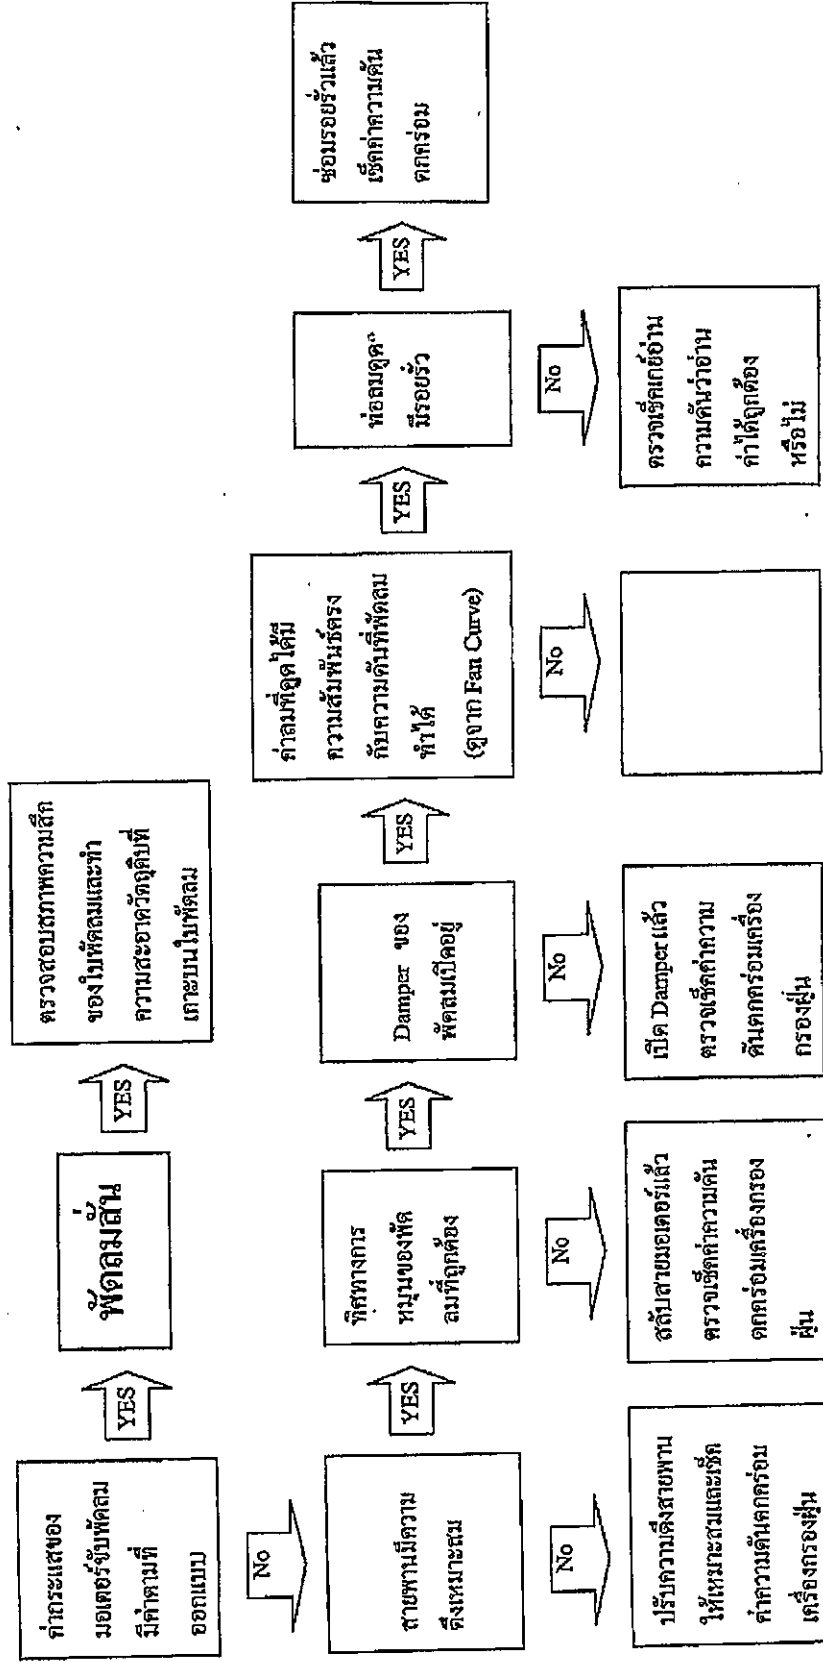 ค่ากระแสของ
มอเตอร์ขับพัดลม
มีค่าตามที่
ออกแบบ
YES
พัดลมสั่น
YES
ตรวจสอบสภาพความสึก
ของใบพัดลมและทำ
ความสะอาดวัตถุดิบที่
เกาะบนใบพัดลม
No
สายพานมีความ
ตึงเหมาะสม
YES
ทิศทางการ
หมุนของพัด
ลมที่ถูกต้อง
YES
Damper ของ
พัดลมเปิดอยู่
YES
ค่าลมที่ดูดได้มี
ความสัมพันธ์ตรง
กับความดันที่พัดลม
ทำได้
(ดูจาก Fan Curve)
YES
ท่อลมดูด
มีรอยรั่ว
YES
ซ่อมรอยรั่วแล้ว
เช็คค่าความดัน
ตกคร่อม
No
ปรับความตึงสายพาน
ให้เหมาะสมและเช็ค
ค่าความดันตกคร่อม
เครื่องกรองฝุ่น
No
สลับสายมอเตอร์แล้ว
ตรวจเช็คค่าความดัน
ตกคร่อมเครื่องกรอง
ฝุ่น
No
เปิด Damper แล้ว
ตรวจเช็คค่าความ
ดันตกคร่อมเครื่อง
กรองฝุ่น
No
No
ตรวจเช็คเกย์อ่าน
ความดันว่าอ่าน
ค่าได้ถูกต้อง
หรือไม่